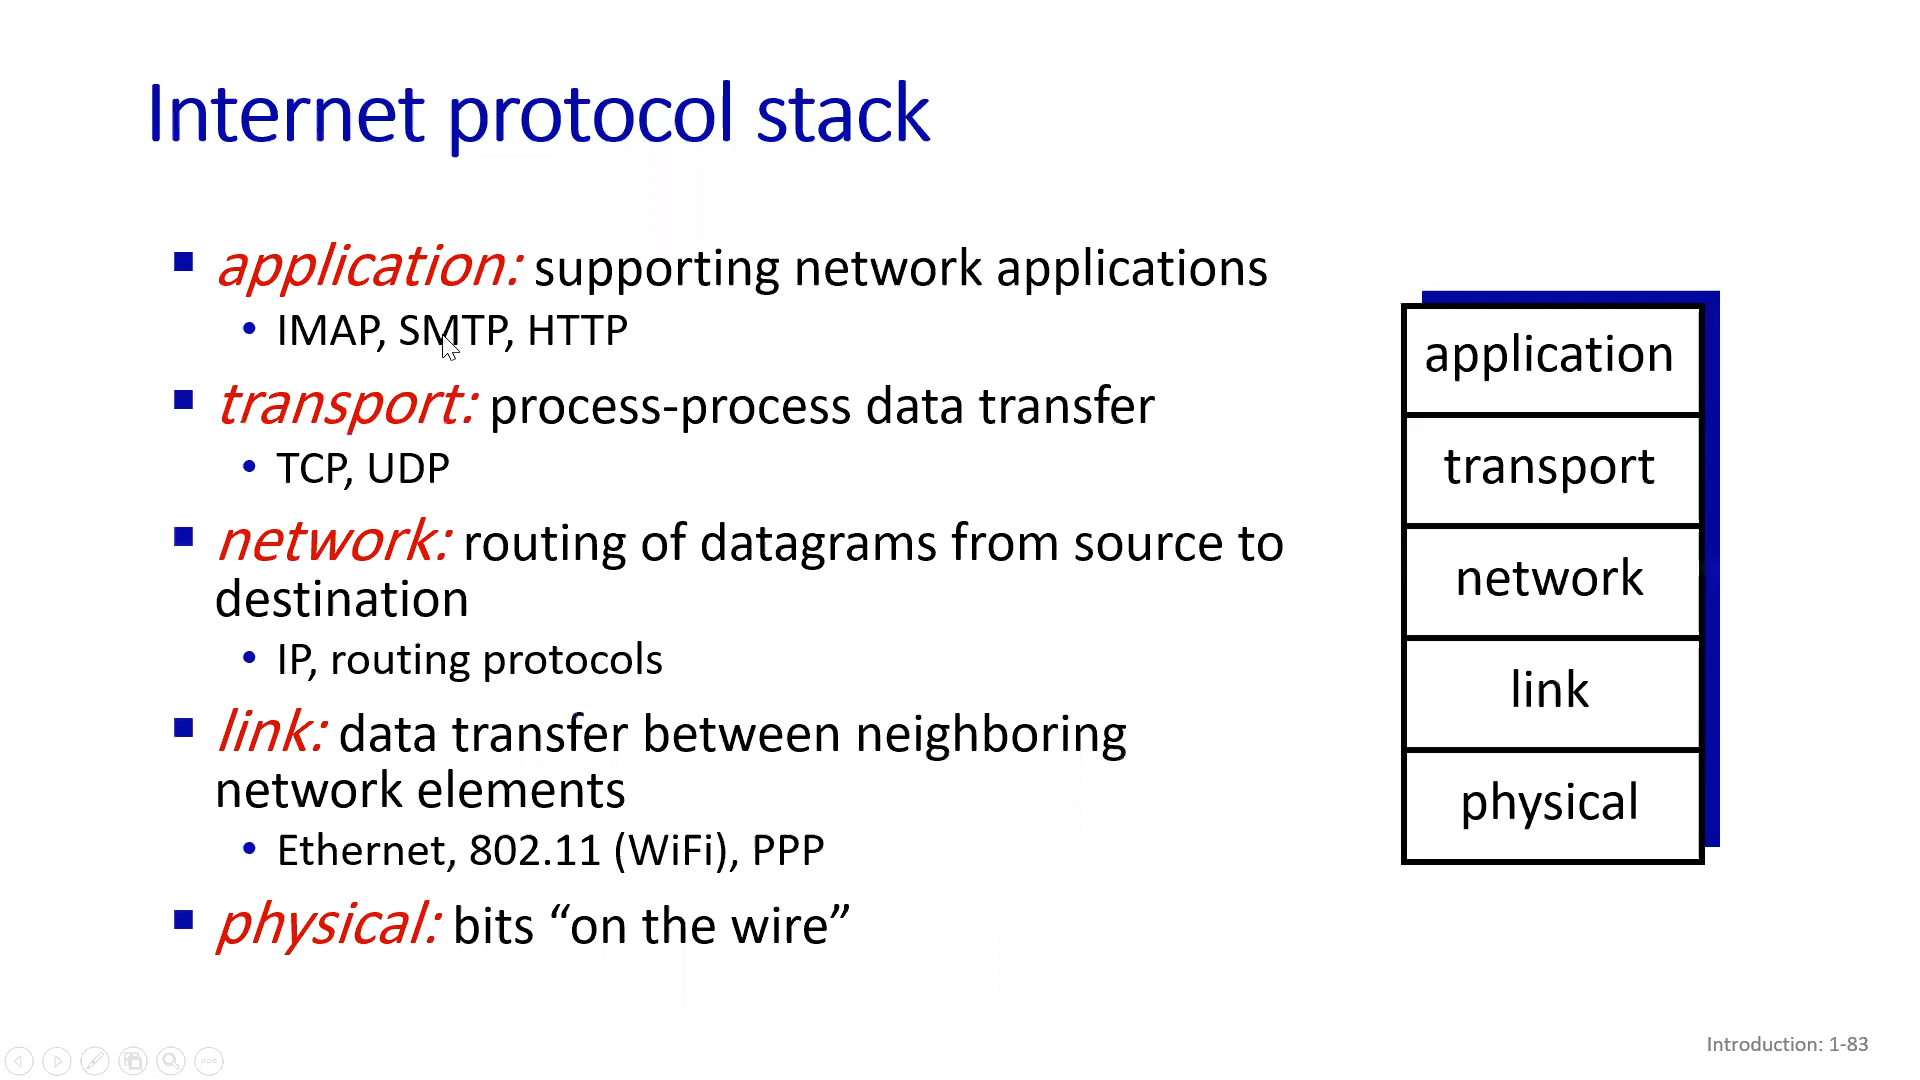 Internet protocol stack
application: supporting network applications
IMAP, SMTP, HTTP
transport: process-process data transfer
TCP, UDP
network: routing of datagrams from source to
destination
IP, routing protocols
link: data transfer between neighboring
network elements
Ethernet, 802.11 (WiFi), PPP
physical: bits “on the wire”
application
transport
network
link
physical
Introduction: 1-83